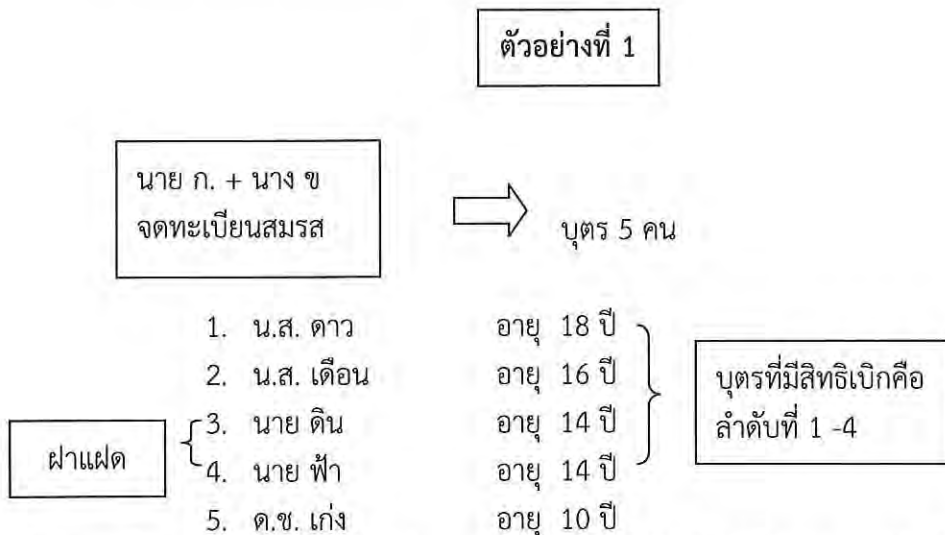 ตัวอย่างที่ 1
นาย ก. + นาง ข
จดทะเบียนสมรส
บุตร 5 คน
1. น.ส. ดาว อายุ 18 ปี
2. น.ส. เดือน อายุ 16 ปี
3. นาย ดิน อายุ 14 ปี
4. นาย ฟ้า อายุ 14 ปี
5. ด.ช. เก่ง อายุ 10 ปี
ฝาแฝด
บุตรที่มีสิทธิเบิกคือ
ลำดับที่ 1 -4